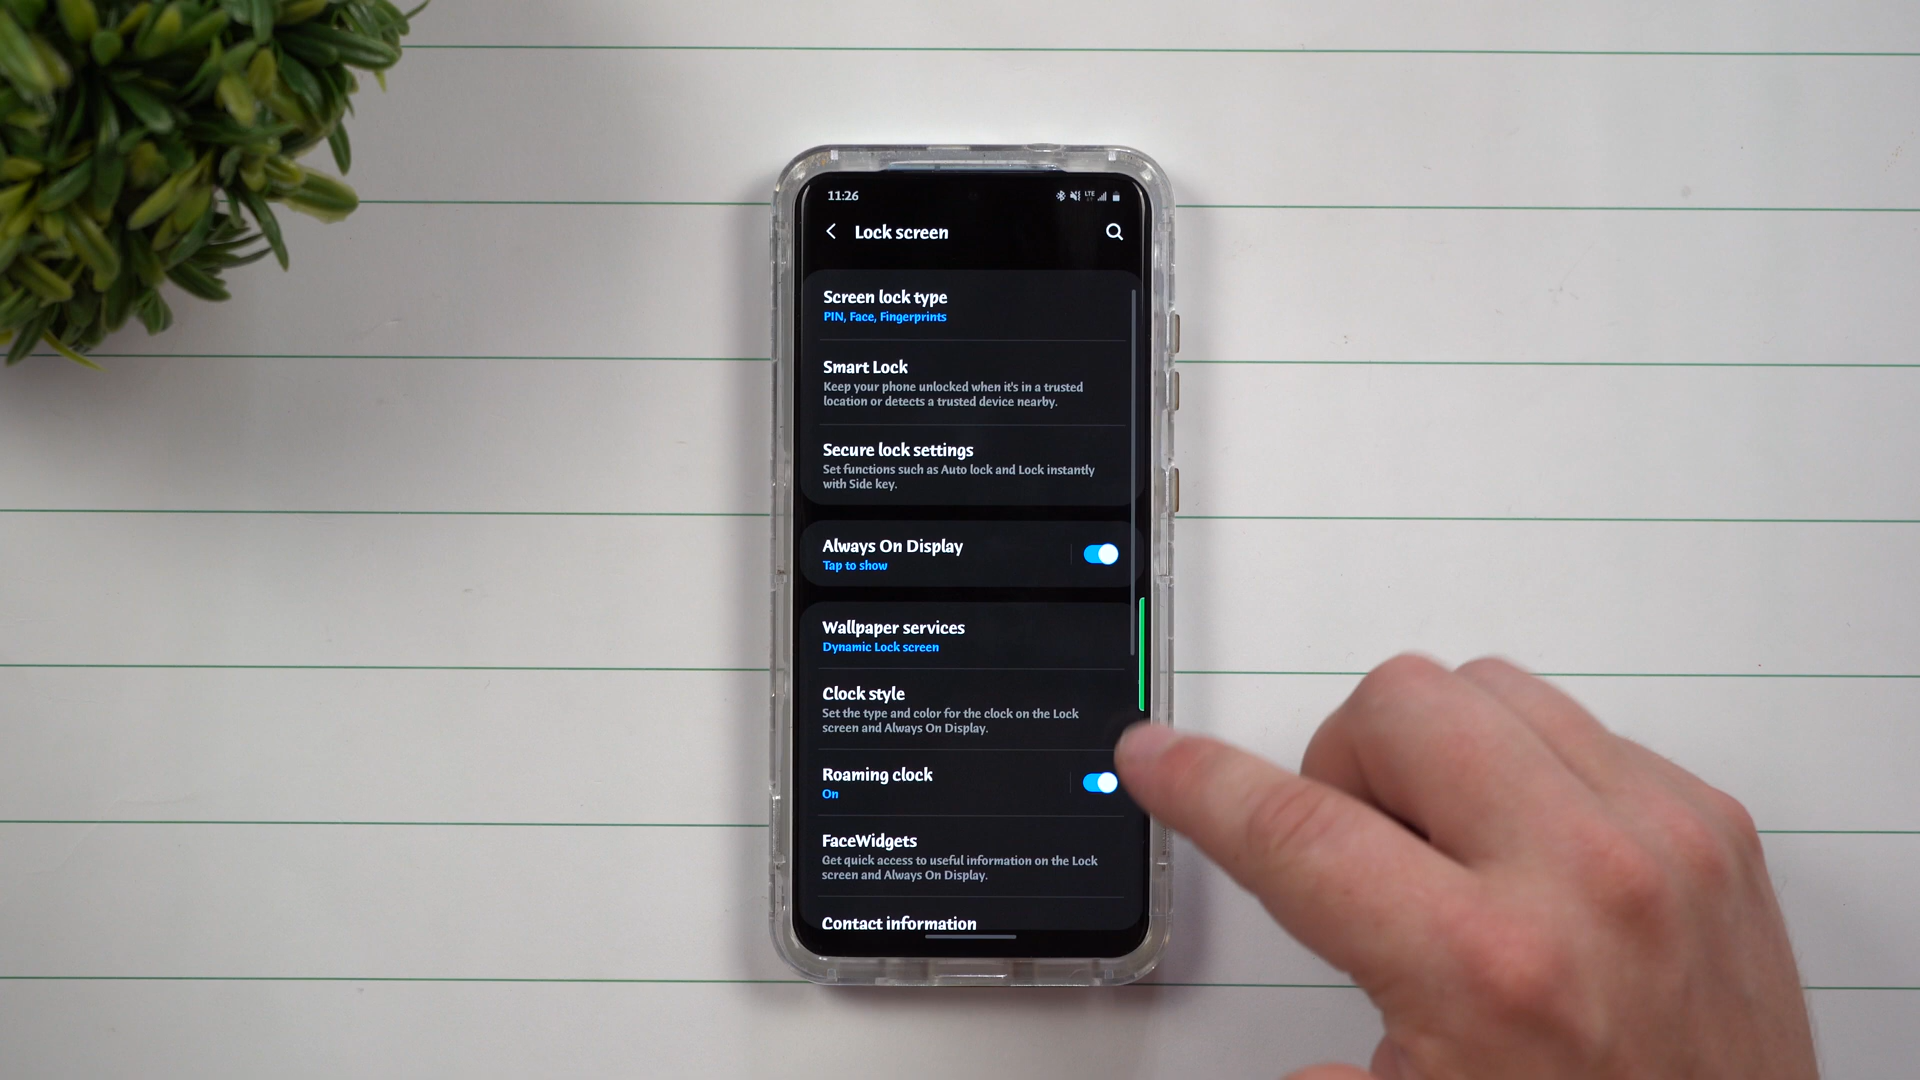 11:26
LTE
Lock screen
Screen lock type
PIN, Face, Fingerprints
Smart Lock
Keep your phone unlocked when it's in a trusted
location or detects a trusted device nearby.
Secure lock settings
Set functions such as Auto lock and Lock instantly
with Side key.
Always On Display
Tap to show
Wallpaper services
Dynamic Lock screen
Clock style
Set the type and color for the clock on the Lock
screen and Always On Display.
Roaming clock
On
FaceWidgets
Get quick access to useful information on the Lock
screen and Always On Display.
Contact information